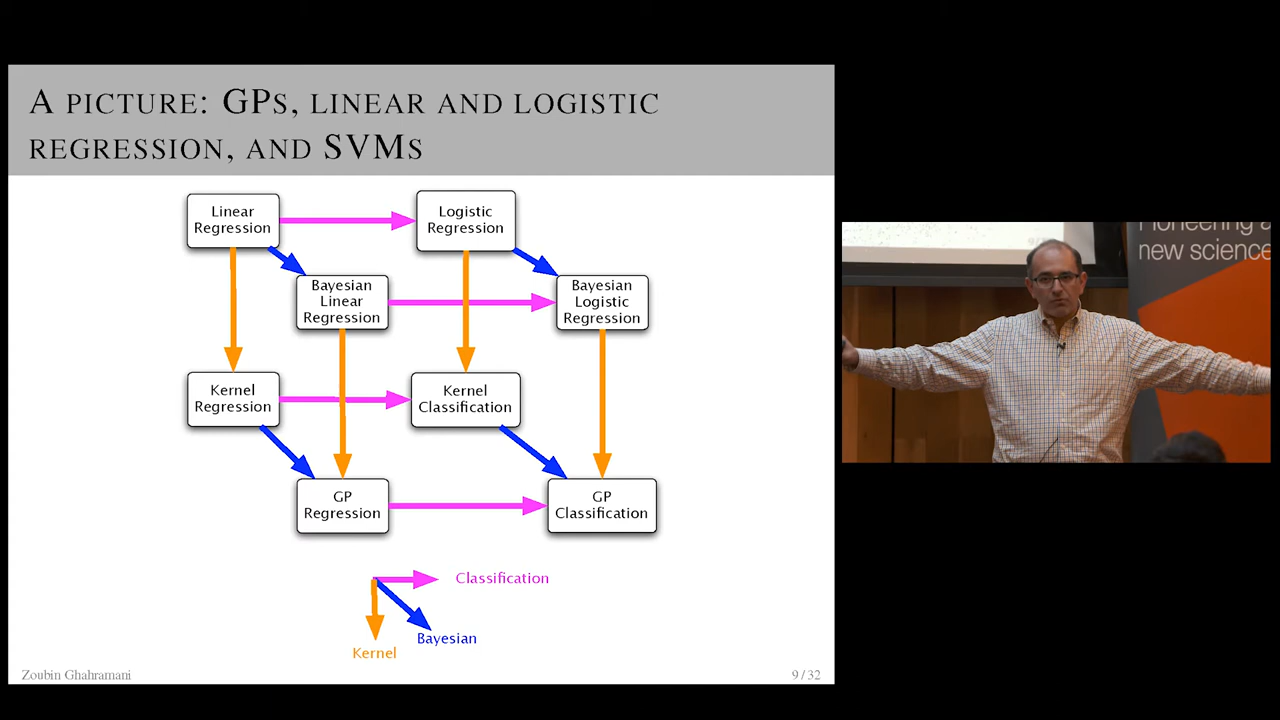 A PICTURE: GPS, LINEAR AND LOGISTIC
REGRESSION, AND SVMS
Linear
Regression
Logistic
Regression
Bayesian
Linear
Regression
Bayesian
Logistic
Regression
Kernel
Regression
Kernel
Classification
GP
Regression
GP
Classification
Classification
Bayesian
Kernel
Zoubin Ghahramani
9 / 32
Pioneering
new science